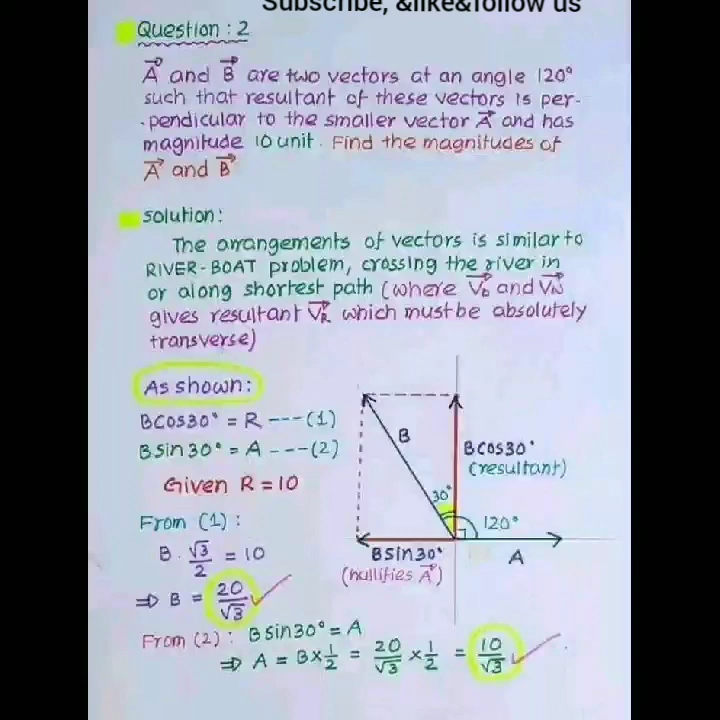 Subscribe, &like&follow us
Question : 2
A⃗ and B⃗ are two vectors at an angle 120°
such that resultant of these vectors is per-
-pendicular to the smaller vector A⃗ and has
magnitude 10 unit. Find the magnitudes of
A⃗ and B⃗
solution:
The arrangements of vectors is similar to
RIVER-BOAT problem, crossing the river in
or along shortest path (where V⃗b and V⃗w
gives resultant V⃗R which must be absolutely
transverse)
As shown:
BCos30° = R ---(1)
Bsin30° = A ---(2)
Given R = 10
From (1) :
B · √3/2 = 10
⇒ B = 20/√3
B
30°
BCos30°
(resultant)
120°
Bsin30°
(nullifies A⃗)
A
From (2) : Bsin30° = A
⇒ A = B×1/2 = 20/√3 × 1/2 = 10/√3